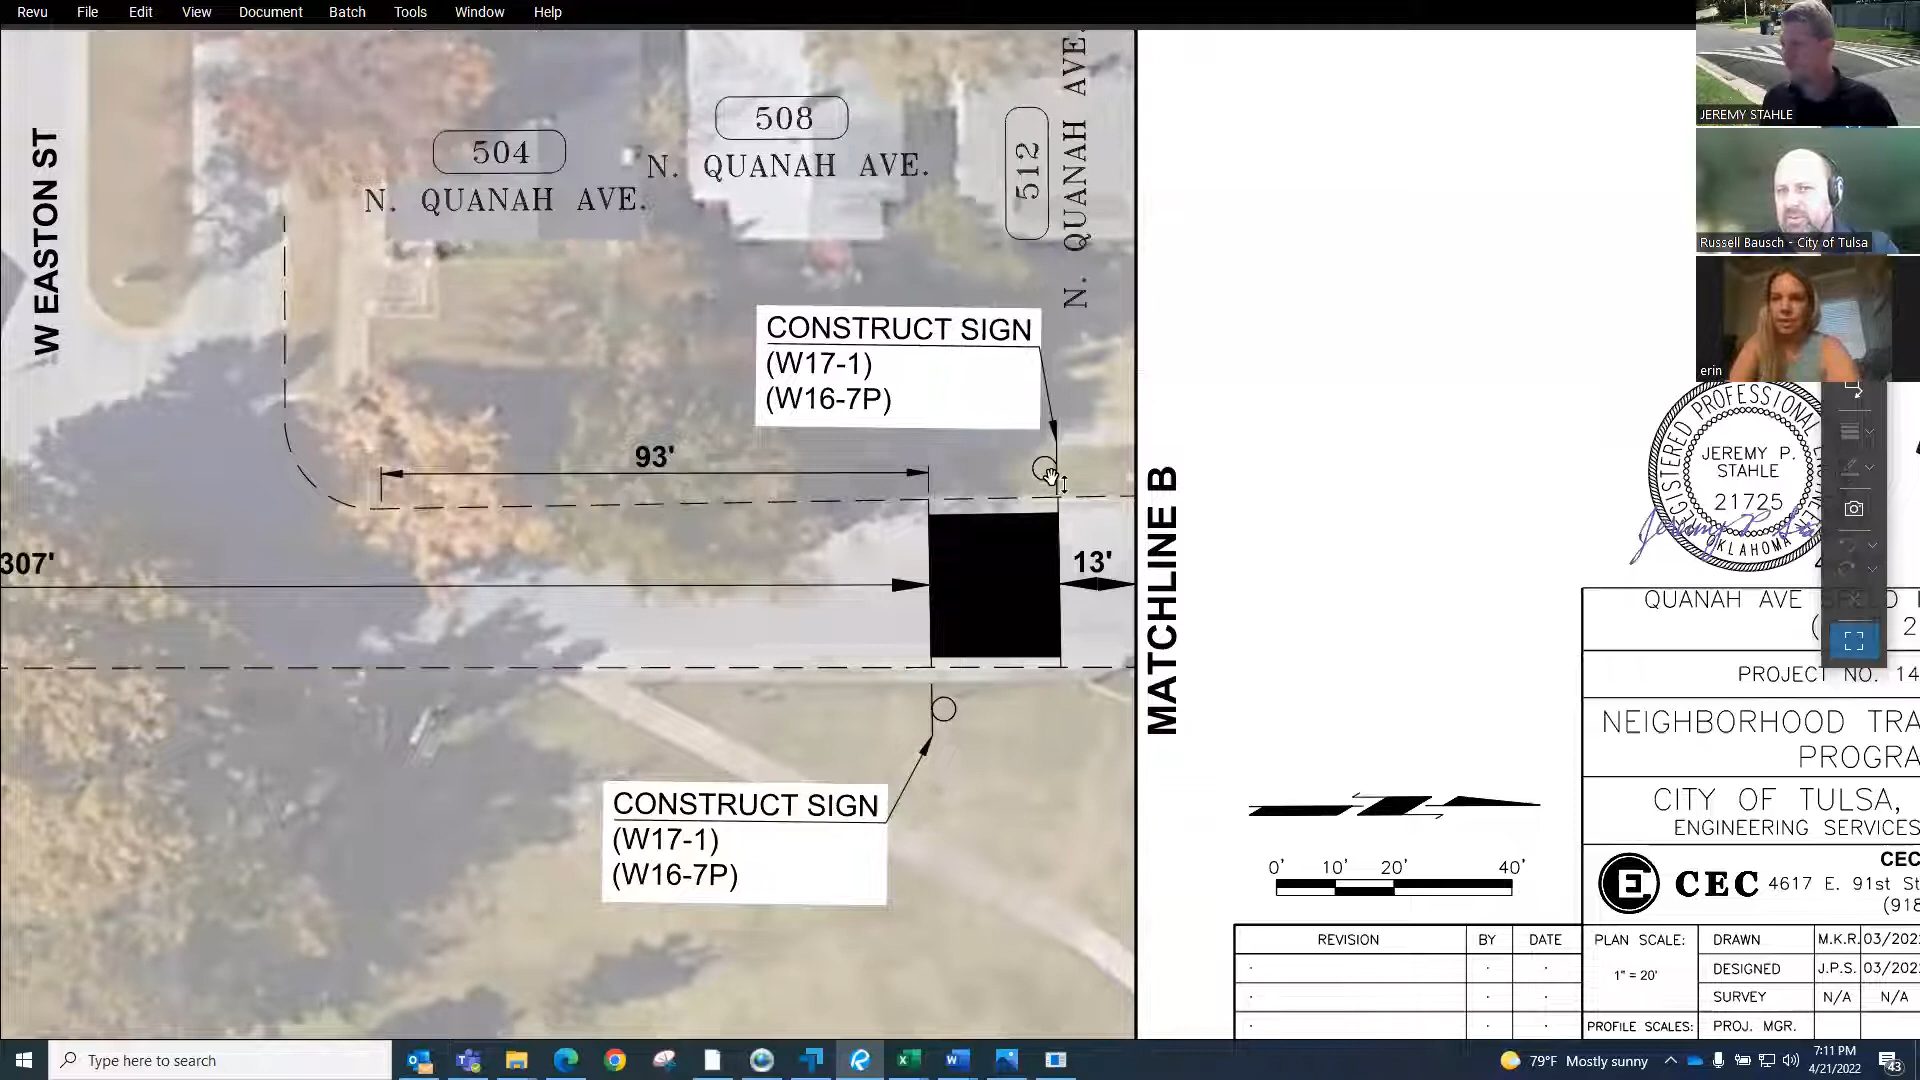 Revu File Edit View Document Batch Tools Window Help
W EASTON ST
504
N. QUANAH AVE.
508
N. QUANAH AVE.
512
N. QUANAH AVE.
CONSTRUCT SIGN
(W17-1)
(W16-7P)
93'
307'
13'
MATCHLINE B
CONSTRUCT SIGN
(W17-1)
(W16-7P)
JEREMY STAHLE
Russell Bausch - City of Tulsa
erin
REGISTERED PROFESSIONAL
JEREMY P.
STAHLE
21725
OKLAHOMA
QUANAH AVE
PROJECT NO. 14
NEIGHBORHOOD TRA
PROGRA
CITY OF TULSA,
ENGINEERING SERVICES
CEC
E CEC 4617 E. 91st St
(918
0' 10' 20' 40'
REVISION BY DATE
PLAN SCALE:
1" = 20'
PROFILE SCALES:
DRAWN M.K.R. 03/202
DESIGNED J.P.S. 03/202
SURVEY N/A N/A
PROJ. MGR.
Type here to search
79°F Mostly sunny
7:11 PM
4/21/2022
43